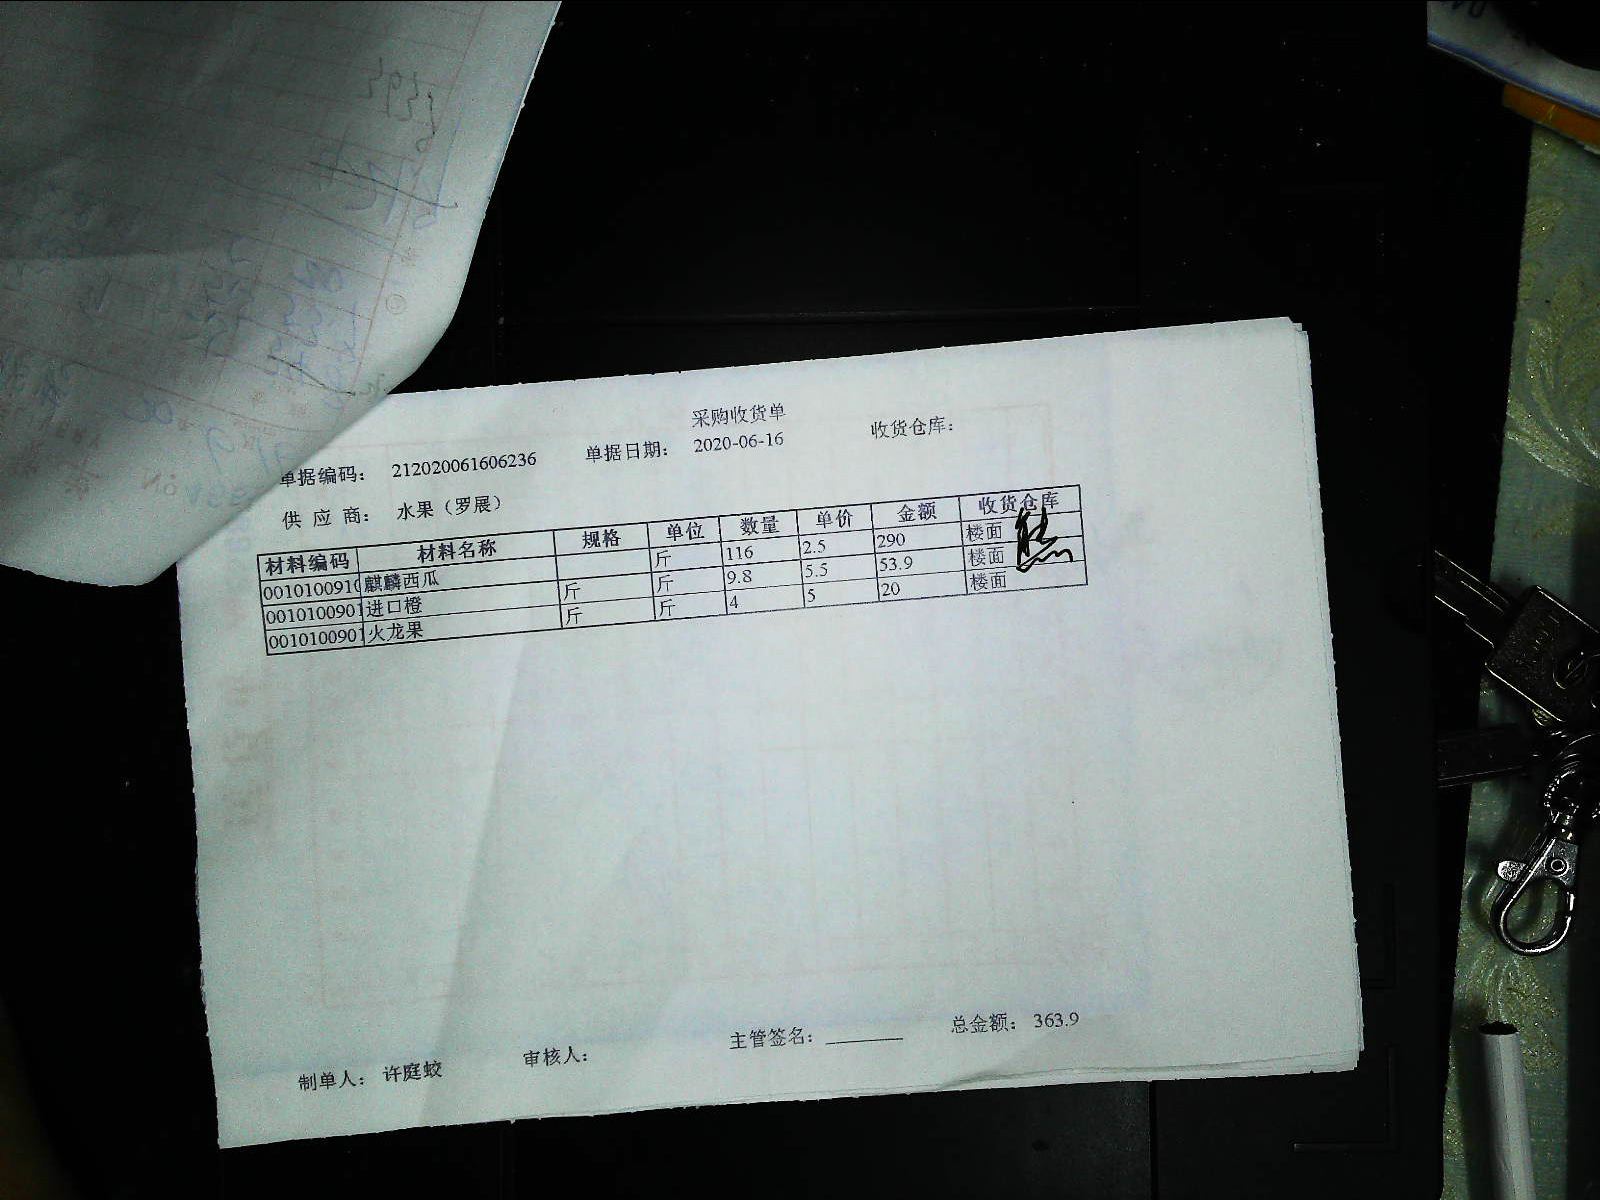 采购收货单
单据编码： 212020061606236 单据日期： 2020-06-16 收货仓库：
供 应 商： 水果（罗展）
材料编码 材料名称 规格 单位 数量 单价 金额 收货仓库
0010100910 麒麟西瓜 斤 116 2.5 290 楼面
0010100901 进口橙 斤 斤 9.8 5.5 53.9 楼面
0010100901 火龙果 斤 斤 4 5 20 楼面
制单人： 许庭蛟 审核人： 主管签名： 总金额： 363.9